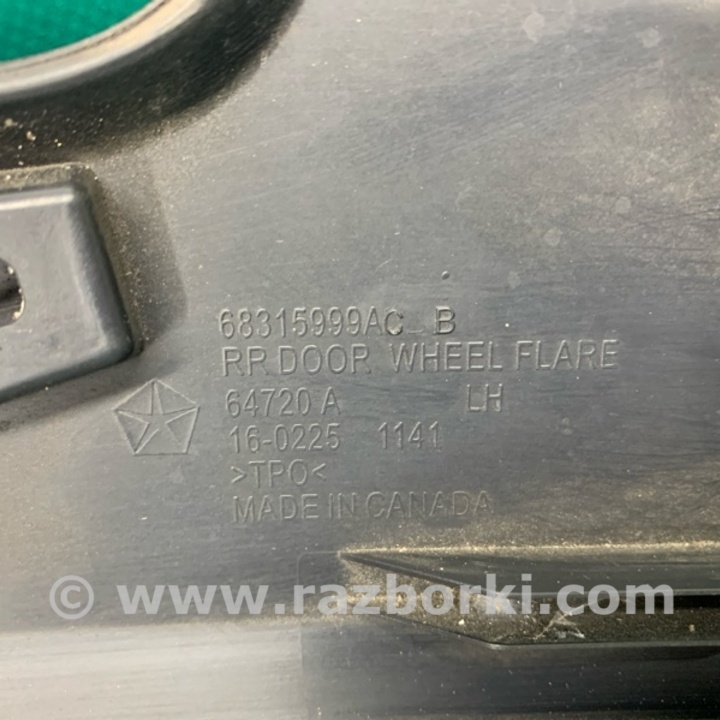 68315999AC B
RR DOOR WHEEL FLARE
64720 A LH
16-0225 1141
>TPO<
MADE IN CANADA
© www.razborki.com